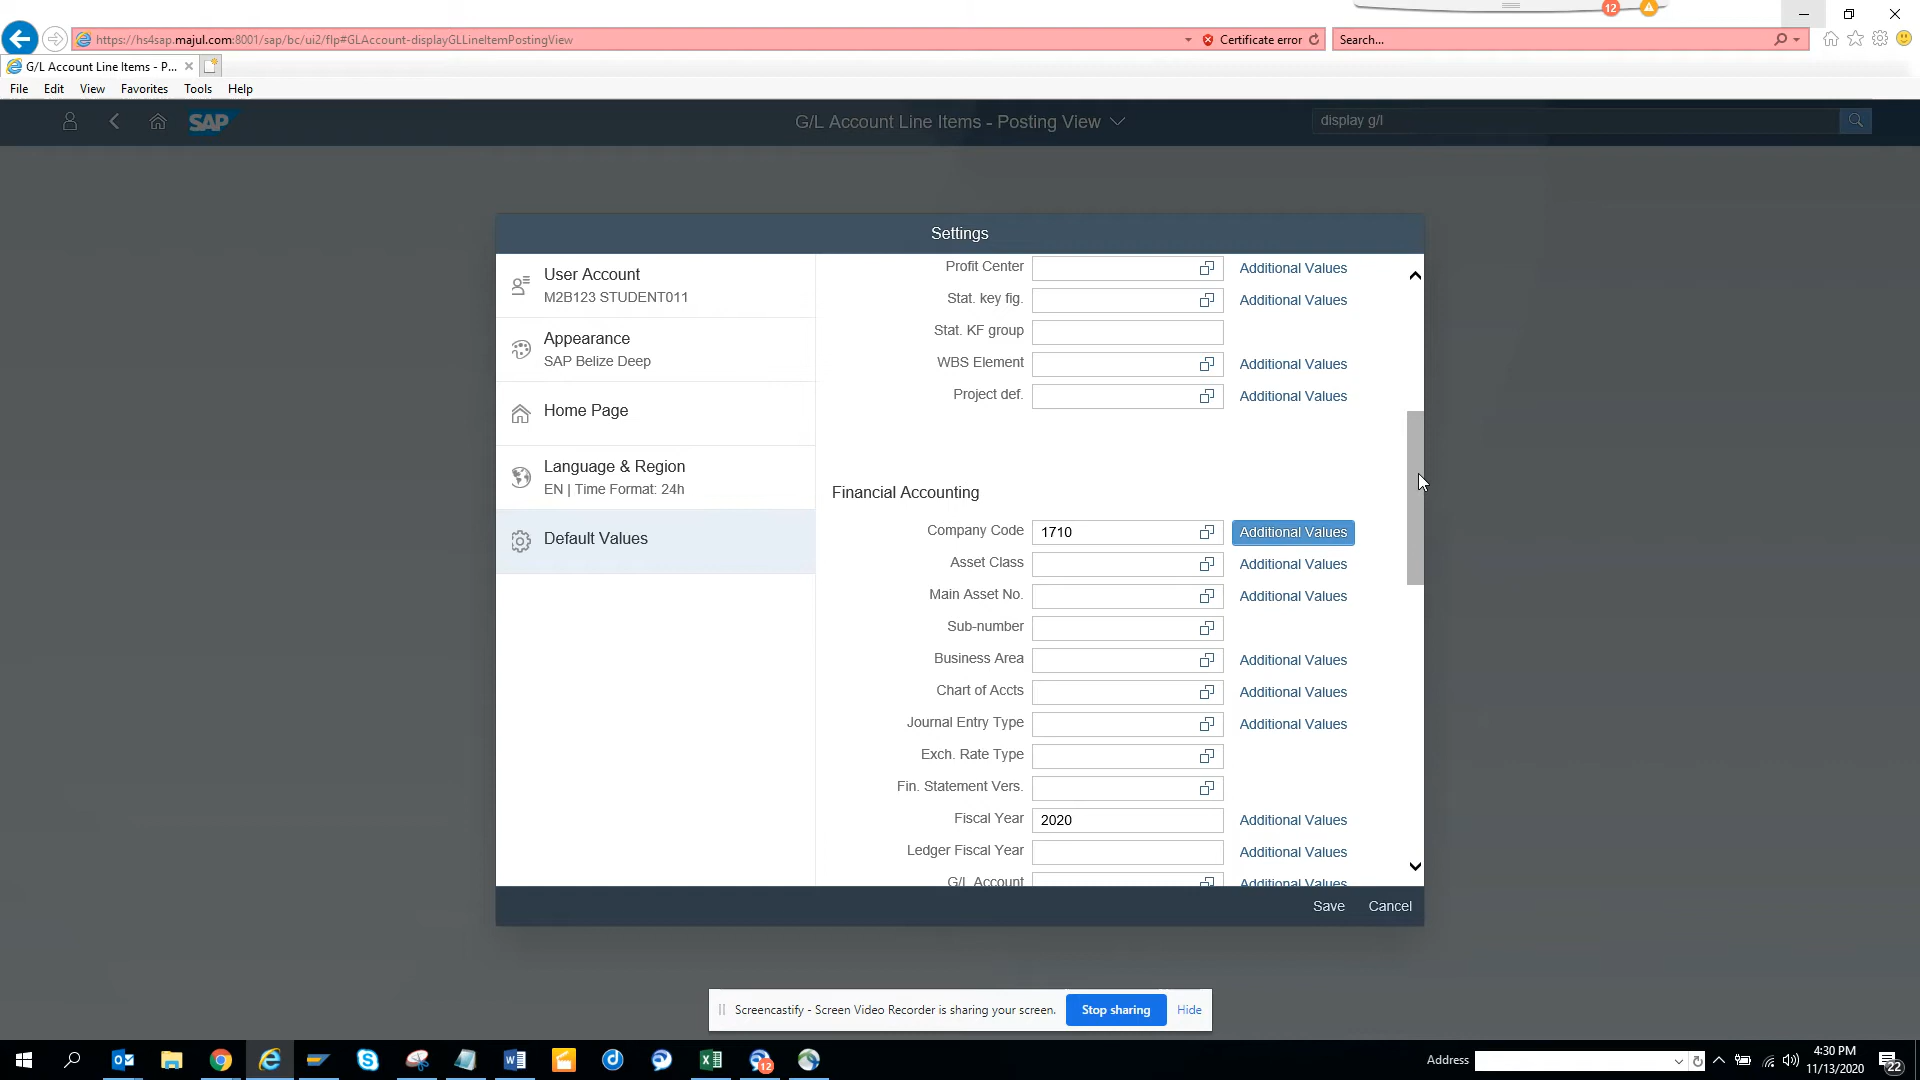 12
https://hs4sap.majul.com:8001/sap/bc/ui2/flp#GLAccount-displayGLLineItemPostingView
Certificate error
Search...
G/L Account Line Items - P...
File Edit View Favorites Tools Help
SAP
G/L Account Line Items - Posting View
display g/l
Settings
User Account
M2B123 STUDENT011
Appearance
SAP Belize Deep
Home Page
Language & Region
EN | Time Format: 24h
Default Values
Profit Center Additional Values
Stat. key fig. Additional Values
Stat. KF group
WBS Element Additional Values
Project def. Additional Values
Financial Accounting
Company Code 1710 Additional Values
Asset Class Additional Values
Main Asset No. Additional Values
Sub-number
Business Area Additional Values
Chart of Accts Additional Values
Journal Entry Type Additional Values
Exch. Rate Type
Fin. Statement Vers.
Fiscal Year 2020 Additional Values
Ledger Fiscal Year Additional Values
G/L Account Additional Values
Save Cancel
Screencastify - Screen Video Recorder is sharing your screen. Stop sharing Hide
12
Address
4:30 PM
11/13/2020
22